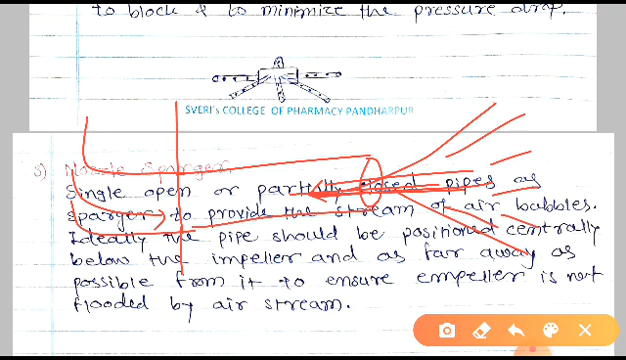 to block & to minimize the pressure drop.
SVERI's COLLEGE OF PHARMACY PANDHARPUR
3) Nozzle Sparger
Single open or partially closed pipes as
spargers to provide the stream of air bubbles.
Ideally the pipe should be positioned centrally
below the impeller and as far away as
possible from it to ensure empeller is not
flooded by air stream.